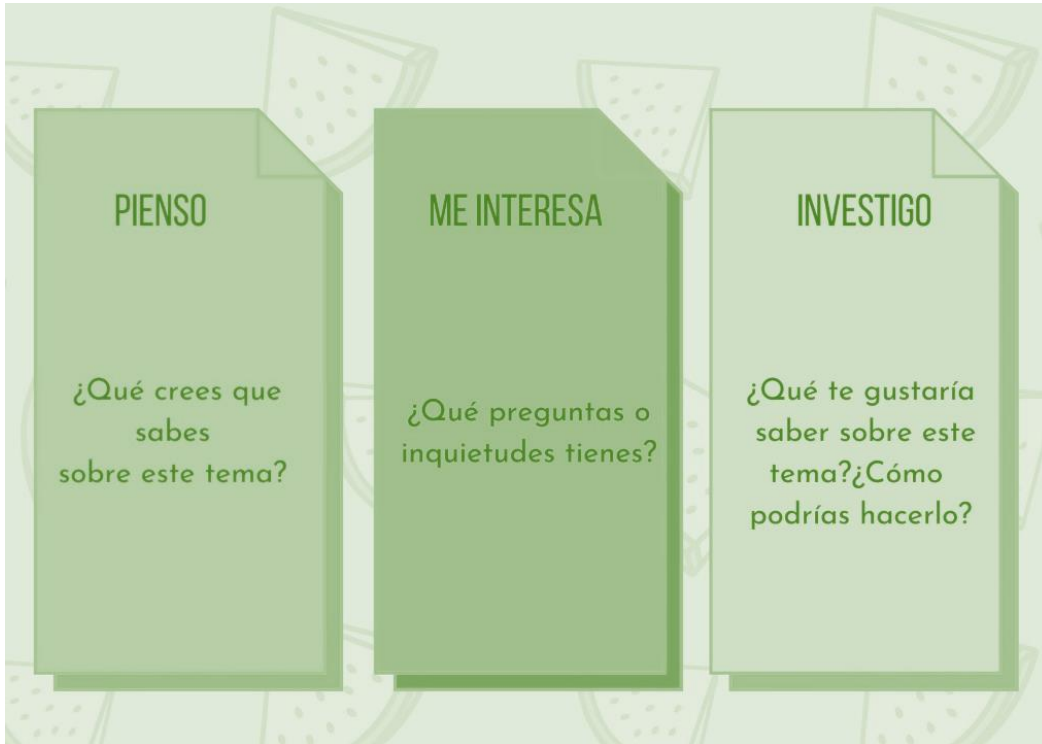 PIENSO
¿Qué crees que
sabes
sobre este tema?
ME INTERESA
¿Qué preguntas o
inquietudes tienes?
INVESTIGO
¿Qué te gustaría
saber sobre este
tema?¿Cómo
podrías hacerlo?